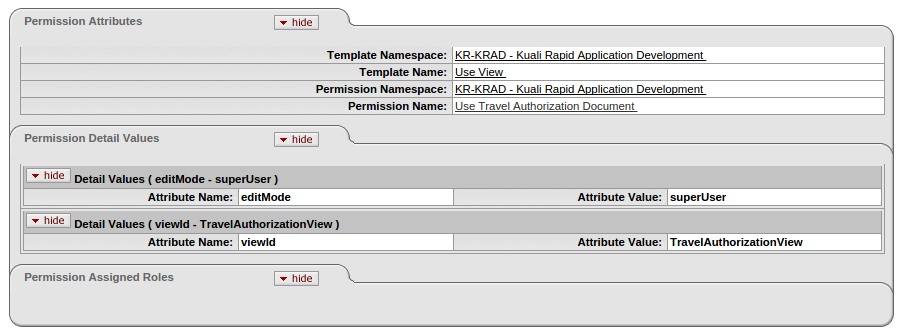 Permission Attributes hide
Template Namespace: KR-KRAD - Kuali Rapid Application Development
Template Name: Use View
Permission Namespace: KR-KRAD - Kuali Rapid Application Development
Permission Name: Use Travel Authorization Document
Permission Detail Values hide
hide Detail Values ( editMode - superUser )
Attribute Name: editMode Attribute Value: superUser
hide Detail Values ( viewId - TravelAuthorizationView )
Attribute Name: viewId Attribute Value: TravelAuthorizationView
Permission Assigned Roles hide